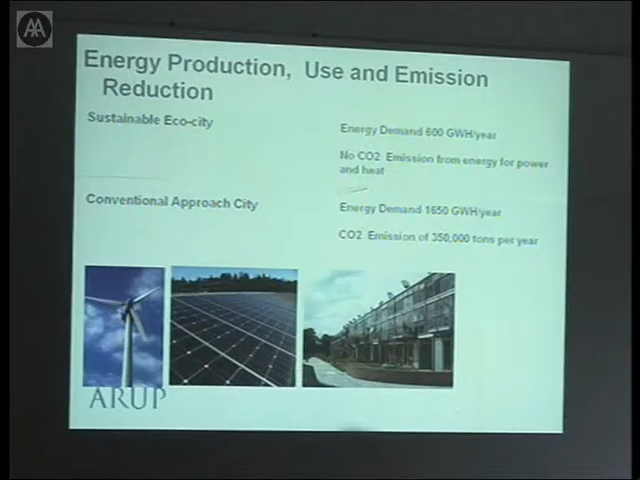 AA
Energy Production, Use and Emission
Reduction
Sustainable Eco-city
Energy Demand 600 GWH/year
No CO2 Emission from energy for power
and heat
Conventional Approach City
Energy Demand 1650 GWH/year
CO2 Emission of 350,000 tons per year
ARUP